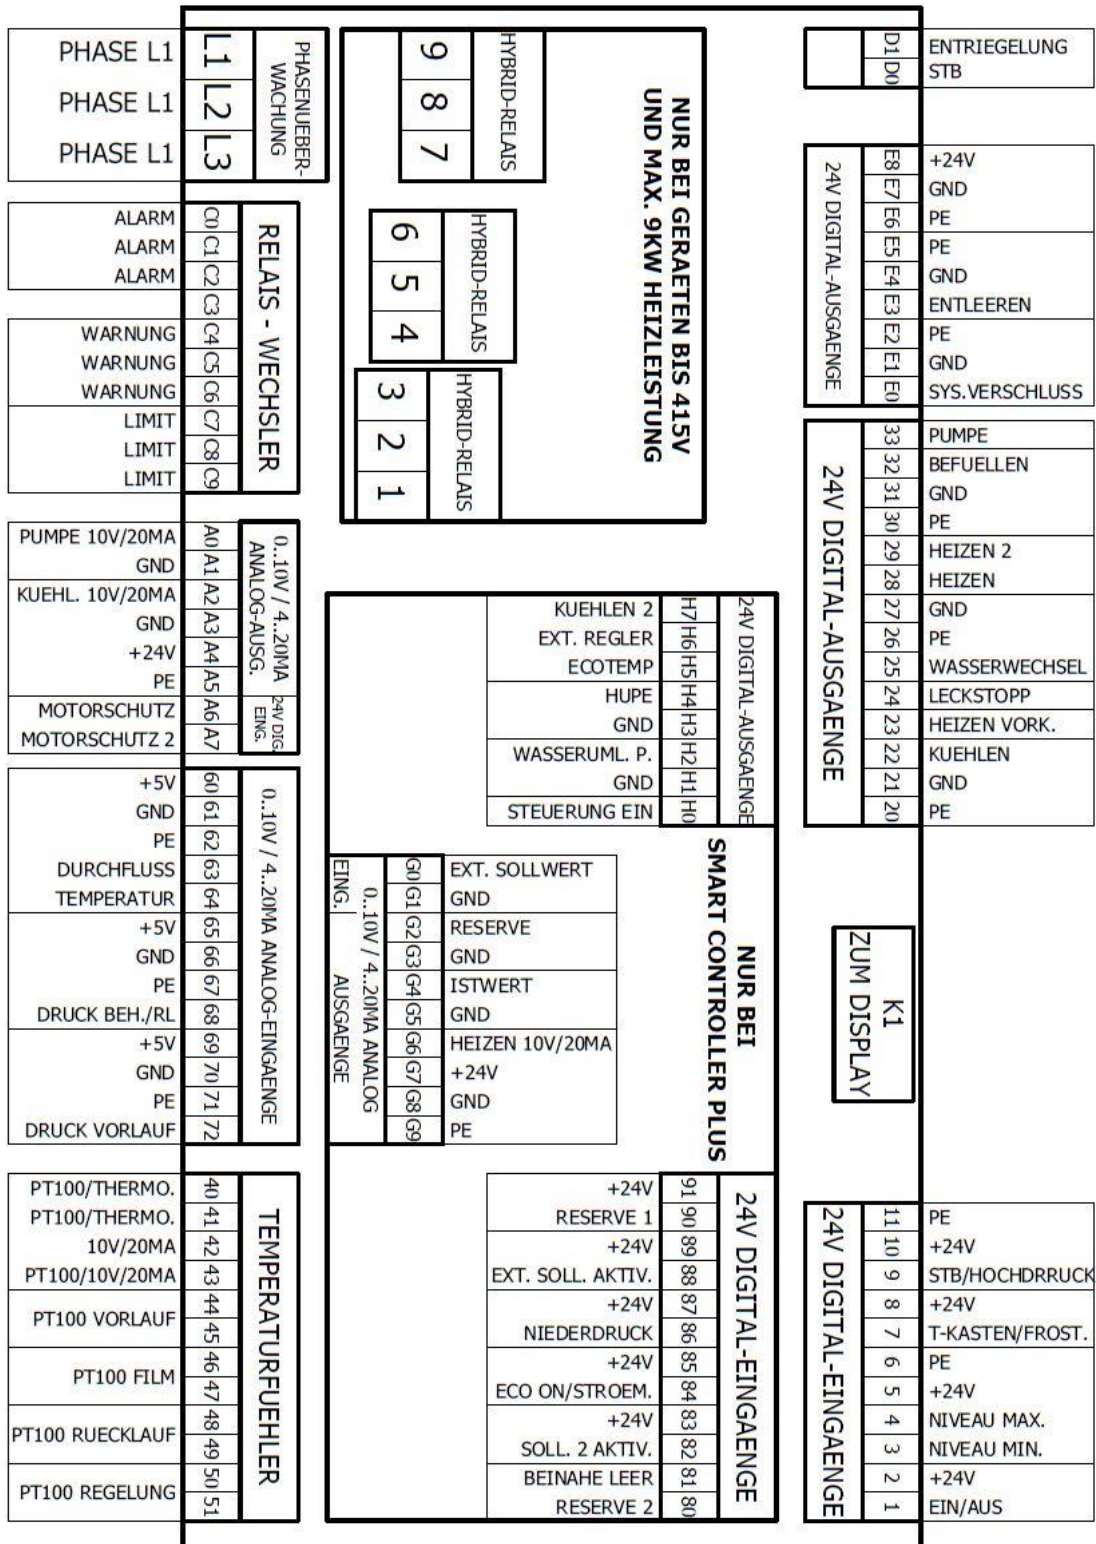 PHASE L1 L1
PHASE L1 L2
PHASE L1 L3
PHASENUEBER-
WACHUNG
ALARM C0
ALARM C1
ALARM C2
C3
WARNUNG C4
WARNUNG C5
WARNUNG C6
LIMIT C7
LIMIT C8
LIMIT C9
RELAIS - WECHSLER
PUMPE 10V/20MA A0
GND A1
KUEHL. 10V/20MA A2
GND A3
+24V A4
PE A5
MOTORSCHUTZ A6
MOTORSCHUTZ 2 A7
0..10V / 4..20MA
ANALOG-AUSG.
24V DIG.
EING.
+5V 60
GND 61
PE 62
DURCHFLUSS 63
TEMPERATUR 64
+5V 65
GND 66
PE 67
DRUCK BEH./RL 68
+5V 69
GND 70
PE 71
DRUCK VORLAUF 72
0..10V / 4..20MA ANALOG-EINGAENGE
PT100/THERMO. 40
PT100/THERMO. 41
10V/20MA 42
PT100/10V/20MA 43
PT100 VORLAUF 44 45
PT100 FILM 46 47
PT100 RUECKLAUF 48 49
PT100 REGELUNG 50 51
TEMPERATURFUEHLER
9 8 7
HYBRID-RELAIS
6 5 4
HYBRID-RELAIS
3 2 1
HYBRID-RELAIS
NUR BEI GERAETEN BIS 415V
UND MAX. 9KW HEIZLEISTUNG
KUEHLEN 2 H7
EXT. REGLER H6
ECOTEMP H5
HUPE H4
GND H3
WASSERUML. P. H2
GND H1
STEUERUNG EIN H0
24V DIGITAL-AUSGAENGE
G0 EXT. SOLLWERT
G1 GND
G2 RESERVE
G3 GND
G4 ISTWERT
G5 GND
G6 HEIZEN 10V/20MA
G7 +24V
G8 GND
G9 PE
0..10V / 4..20MA ANALOG
EING.
AUSGAENGE
NUR BEI
SMART CONTROLLER PLUS
+24V 91
RESERVE 1 90
+24V 89
EXT. SOLL. AKTIV. 88
+24V 87
NIEDERDRUCK 86
+24V 85
ECO ON/STROEM. 84
+24V 83
SOLL. 2 AKTIV. 82
BEINAHE LEER 81
RESERVE 2 80
24V DIGITAL-EINGAENGE
D1 ENTRIEGELUNG
D0 STB
E8 +24V
E7 GND
E6 PE
E5 PE
E4 GND
E3 ENTLEEREN
E2 PE
E1 GND
E0 SYS.VERSCHLUSS
24V DIGITAL-AUSGAENGE
33 PUMPE
32 BEFUELLEN
31 GND
30 PE
29 HEIZEN 2
28 HEIZEN
27 GND
26 PE
25 WASSERWECHSEL
24 LECKSTOPP
23 HEIZEN VORK.
22 KUEHLEN
21 GND
20 PE
24V DIGITAL-AUSGAENGE
K1
ZUM DISPLAY
11 PE
10 +24V
9 STB/HOCHDRRUCK
8 +24V
7 T-KASTEN/FROST.
6 PE
5 +24V
4 NIVEAU MAX.
3 NIVEAU MIN.
2 +24V
1 EIN/AUS
24V DIGITAL-EINGAENGE